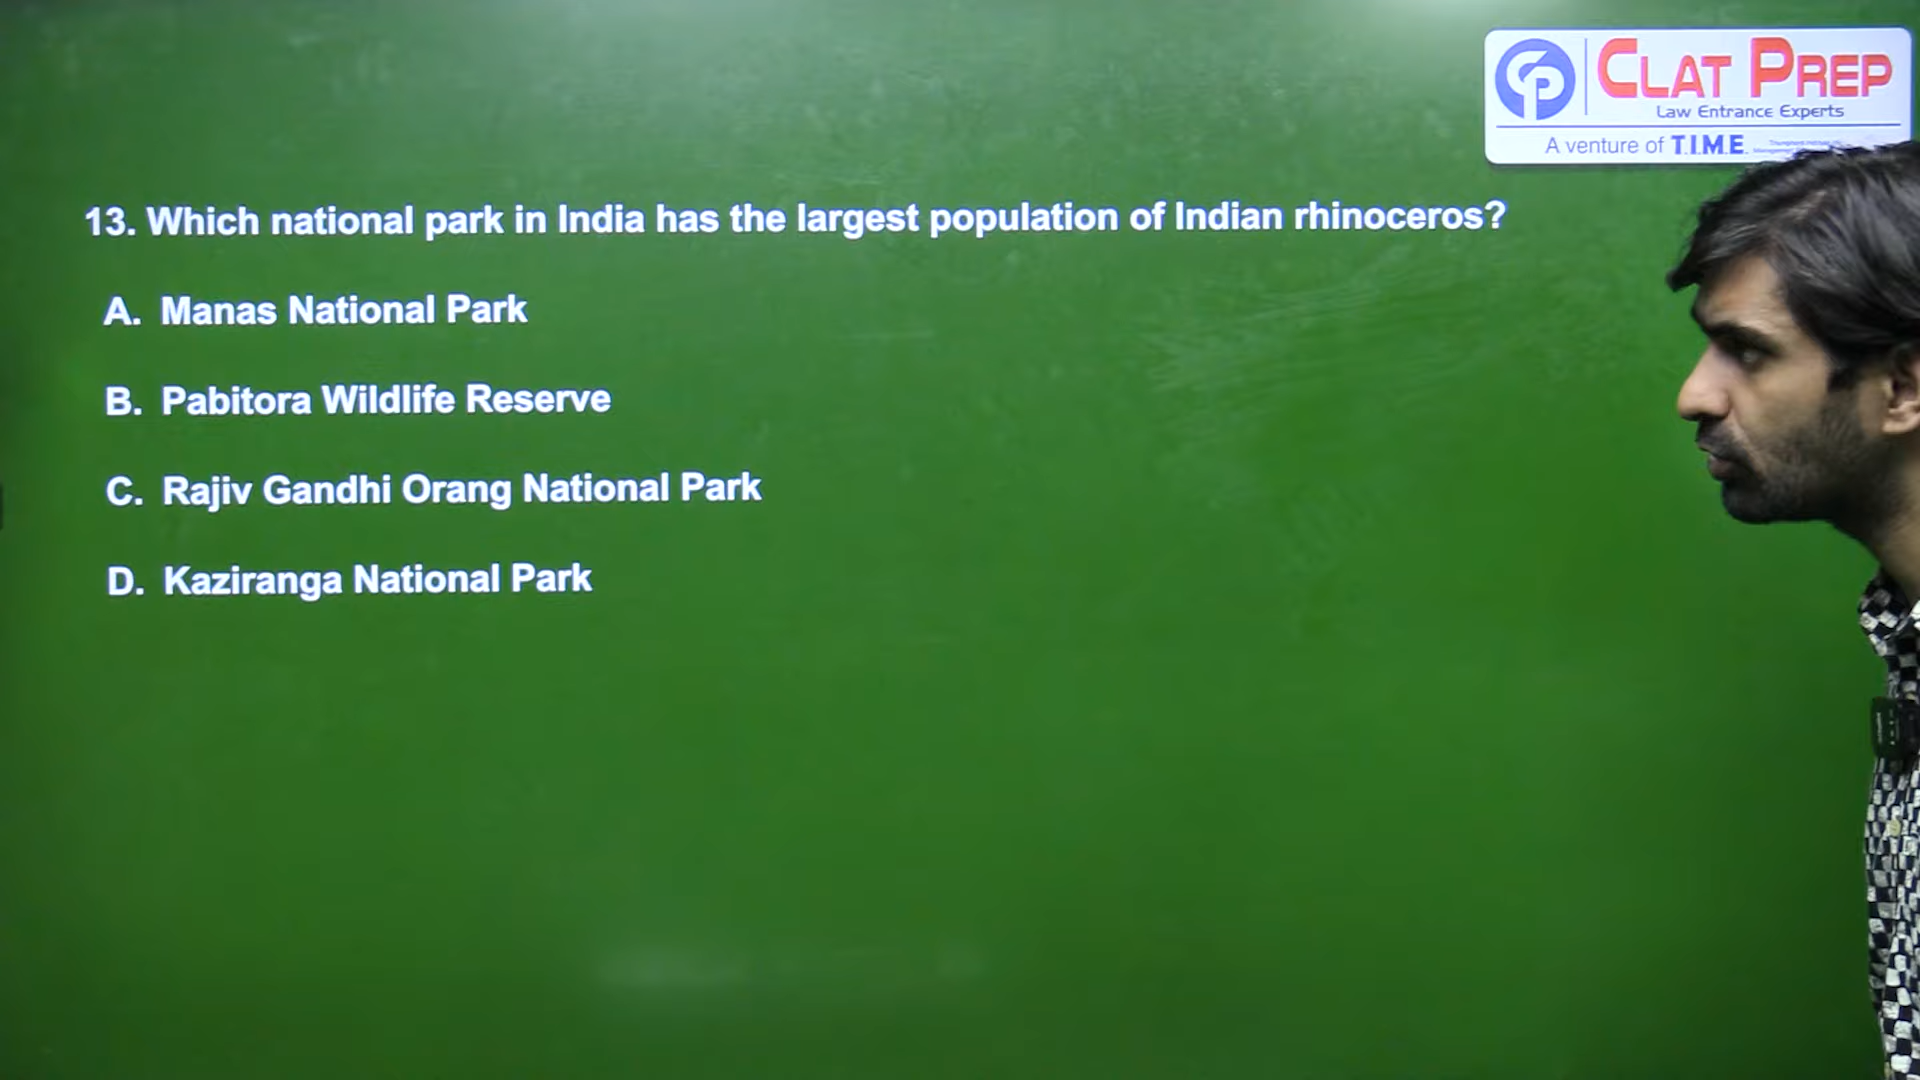 CLAT PREP
Law Entrance Experts
A venture of T.I.M.E.
13. Which national park in India has the largest population of Indian rhinoceros?
A. Manas National Park
B. Pabitora Wildlife Reserve
C. Rajiv Gandhi Orang National Park
D. Kaziranga National Park